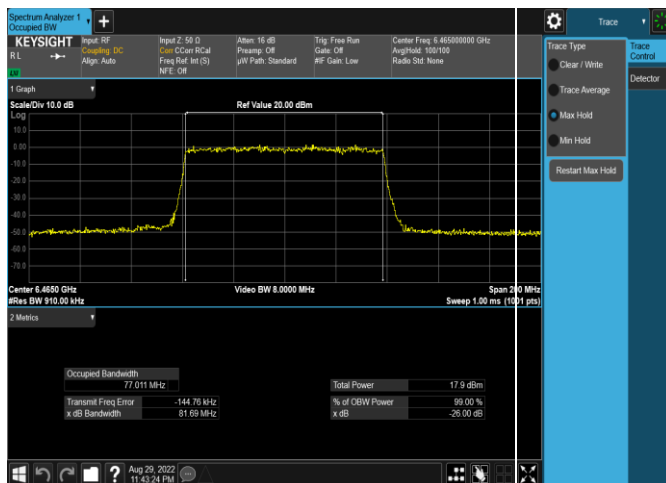 Spectrum Analyzer 1
Occupied BW
+
Trace
KEYSIGHT
Input: RF
Coupling: DC
Align: Auto
R L
Input Z: 50 Ω
Corr CCorr RCal
Freq Ref: Int (S)
NFE: Off
Atten: 16 dB
Preamp: Off
µW Path: Standard
Trig: Free Run
Gate: Off
#IF Gain: Low
Center Freq: 6.465000000 GHz
Avg|Hold: 100/100
Radio Std: None
Trace Type
Clear / Write
Trace Average
Max Hold
Min Hold
Restart Max Hold
Trace
Control
Detector
1 Graph
Scale/Div 10.0 dB
Ref Value 20.00 dBm
Log
10.0
0.00
-10.0
-20.0
-30.0
-40.0
-50.0
-60.0
-70.0
Center 6.4650 GHz
Video BW 8.0000 MHz
Span 200 MHz
#Res BW 910.00 kHz
Sweep 1.00 ms (1001 pts)
2 Metrics
Occupied Bandwidth
77.011 MHz
Transmit Freq Error -144.76 kHz
x dB Bandwidth 81.69 MHz
Total Power 17.9 dBm
% of OBW Power 99.00 %
x dB -26.00 dB
?
Aug 29, 2022
11:43:24 PM